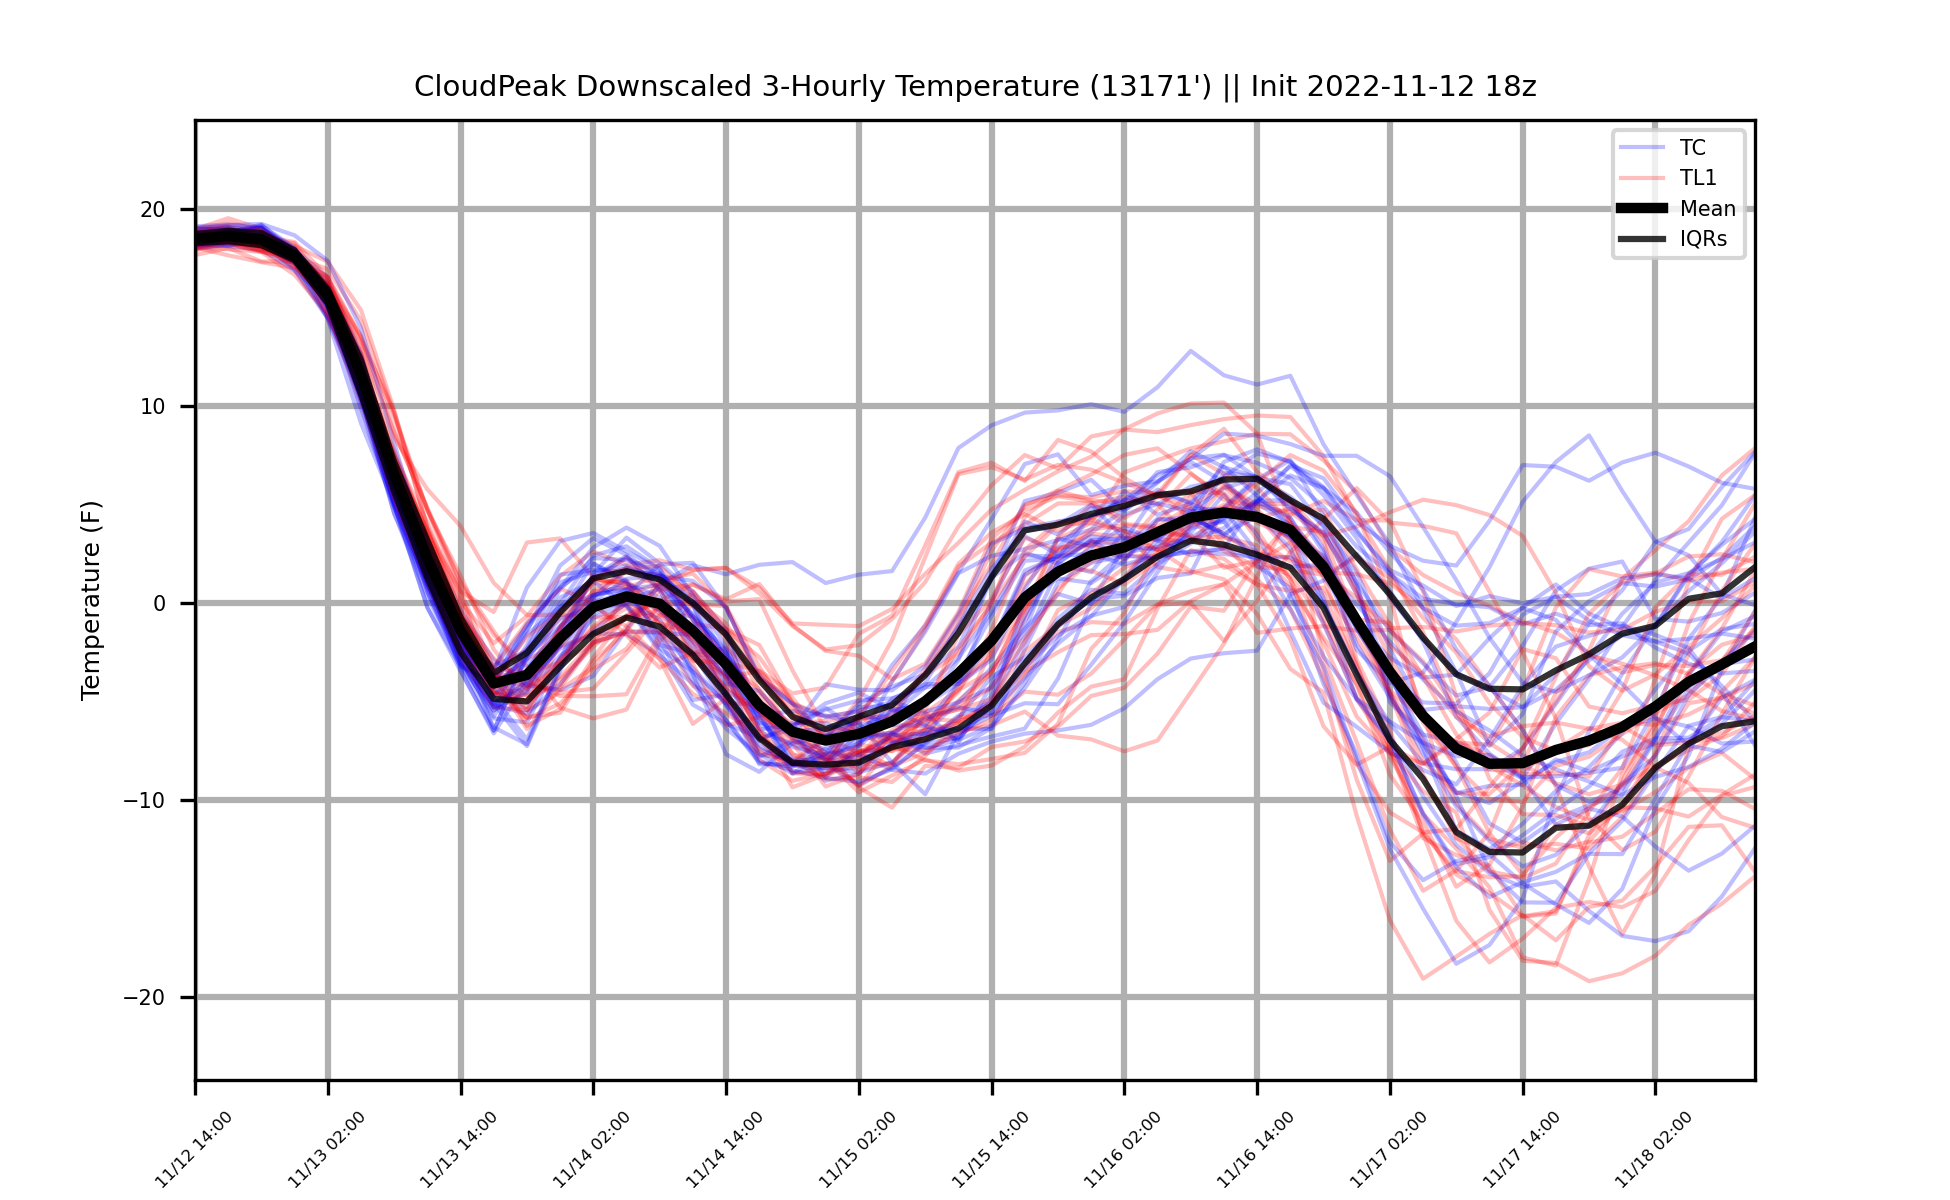 CloudPeak Downscaled 3-Hourly Temperature (13171') || Init 2022-11-12 18z
TC
TL1
Mean
IQRs
Temperature (F)
20
10
0
−10
−20
11/12 14:00
11/13 02:00
11/13 14:00
11/14 02:00
11/14 14:00
11/15 02:00
11/15 14:00
11/16 02:00
11/16 14:00
11/17 02:00
11/17 14:00
11/18 02:00